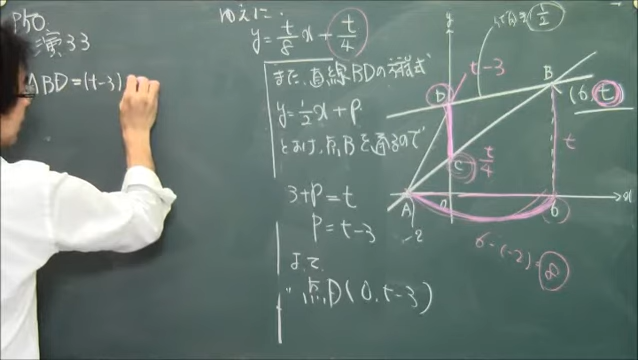 P50
演33
△ABD=(t-3)
ゆえに
y=t/8x+t/4
また、直線BDの方程式
y=1/2x+P
とおけ、点Bを通るので
3+P=t
P=t-3
よって
点D(0,t-3)
y
1/2
t-3
D
B
(6,t)
t
C
t/4
A
0
6
x
-2
6-(-2)=8